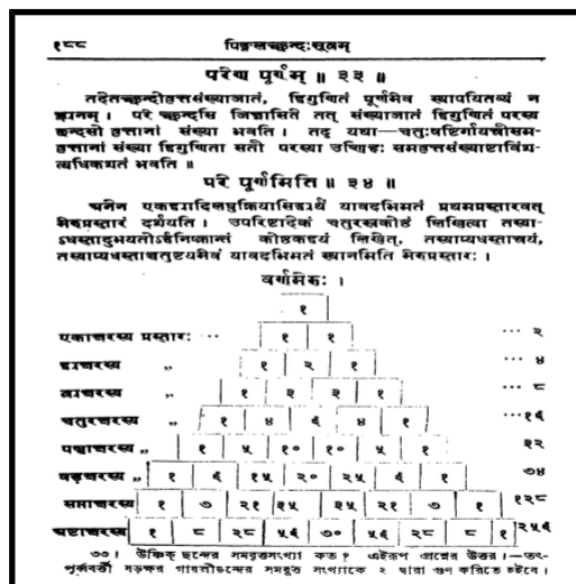 १८८ पिङ्गलच्छन्दःसूत्रम्
परेण पूर्णम् ॥ ३३ ॥
तदेतच्छन्दोवृत्तसंख्याजातं, द्विगुणितं पूर्णमेव स्थापयितव्यं न
द्व्यूनम् । परे च्छन्दसि जिज्ञासिते तत् संख्याजातं द्विगुणितं परस्य
छन्दसो वृत्तानां संख्या भवति । तद् यथा—चतुःषष्टिर्गायत्रीसम-
वृत्तानां संख्या द्विगुणिता सती परस्या उष्णिहः समवृत्तसंख्याष्टाविंश-
त्यधिकशतं भवति ॥
परे पूर्णमिति ॥ ३४ ॥
अनेन एकद्व्यादिलघुक्रियासिद्ध्यर्थं यावदभिमतं प्रथमप्रस्तारवत्
मेरुप्रस्तारं दर्शयति । उपरिष्टादेकं चतुरस्रकोष्ठं लिखित्वा तस्या-
ऽधस्तादुभयतोऽर्द्धनिष्क्रान्तं कोष्ठकद्वयं लिखेत्, तस्याप्यधस्तात्त्रयं,
तस्याप्यधस्ताच्चतुष्टयमेवं यावदभिमतं स्थानमिति मेरुप्रस्तारः ।
वर्णमेरुः ।
१
एकाक्षरस्य प्रस्तारः ·· १ १ ··· २
द्व्यक्षरस्य „ १ २ १ ··· ४
त्र्यक्षरस्य „ १ २ २ १ ··· ८
चतुरक्षरस्य „ १ ४ ६ ४ १ ···१६
पञ्चाक्षरस्य „ १ ५ १० १० ५ १ ३२
षड़क्षरस्य „ १ ६ १५ २० २५ ६ १ ७४
सप्ताक्षरस्य १ ७ २१ ३५ ३५ २१ ७ १ १२८
अष्टाक्षरस्य १ ८ २८ ५६ ७० ५६ २८ ८ १ २५६
৩৩। উষ্ণিক্ ছন্দের সমবৃত্তসংখ্যা কত? এইরূপ প্রশ্নের উত্তর।—তৎ-
পূর্ব্ববর্ত্তী ষড়ক্ষর গায়ত্রীছন্দের সমবৃত্ত সংখ্যাকে ২ দ্বারা গুণ করিতে হইবে।